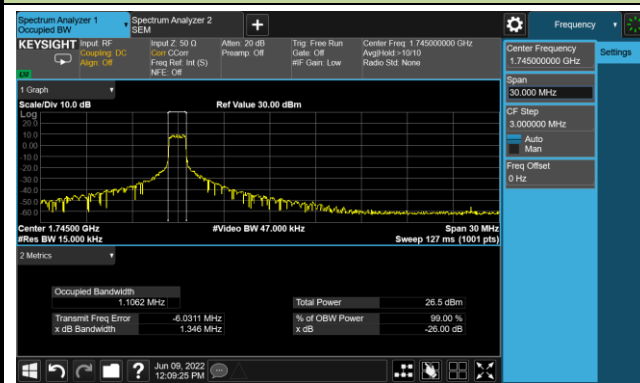 Spectrum Analyzer 1
Occupied BW
Spectrum Analyzer 2
SEM
Frequency
KEYSIGHT
Input: RF
Coupling: DC
Align: Off
Input Z: 50 Ω
Corr CCorr
Freq Ref: Int (S)
NFE: Off
Atten: 20 dB
Preamp: Off
Trig: Free Run
Gate: Off
#IF Gain: Low
Center Freq: 1.745000000 GHz
Avg|Hold:>10/10
Radio Std: None
Center Frequency
1.745000000 GHz
Settings
Span
30.000 MHz
CF Step
3.000000 MHz
Auto
Man
Freq Offset
0 Hz
1 Graph
Scale/Div 10.0 dB
Ref Value 30.00 dBm
Log
20.0
10.0
0.00
-10.0
-20.0
-30.0
-40.0
-50.0
-60.0
Center 1.74500 GHz
#Video BW 47.000 kHz
Span 30 MHz
#Res BW 15.000 kHz
Sweep 127 ms (1001 pts)
2 Metrics
Occupied Bandwidth
1.1062 MHz
Total Power
26.5 dBm
Transmit Freq Error
-6.0311 MHz
% of OBW Power
99.00 %
x dB Bandwidth
1.346 MHz
x dB
-26.00 dB
Jun 09, 2022
12:09:25 PM